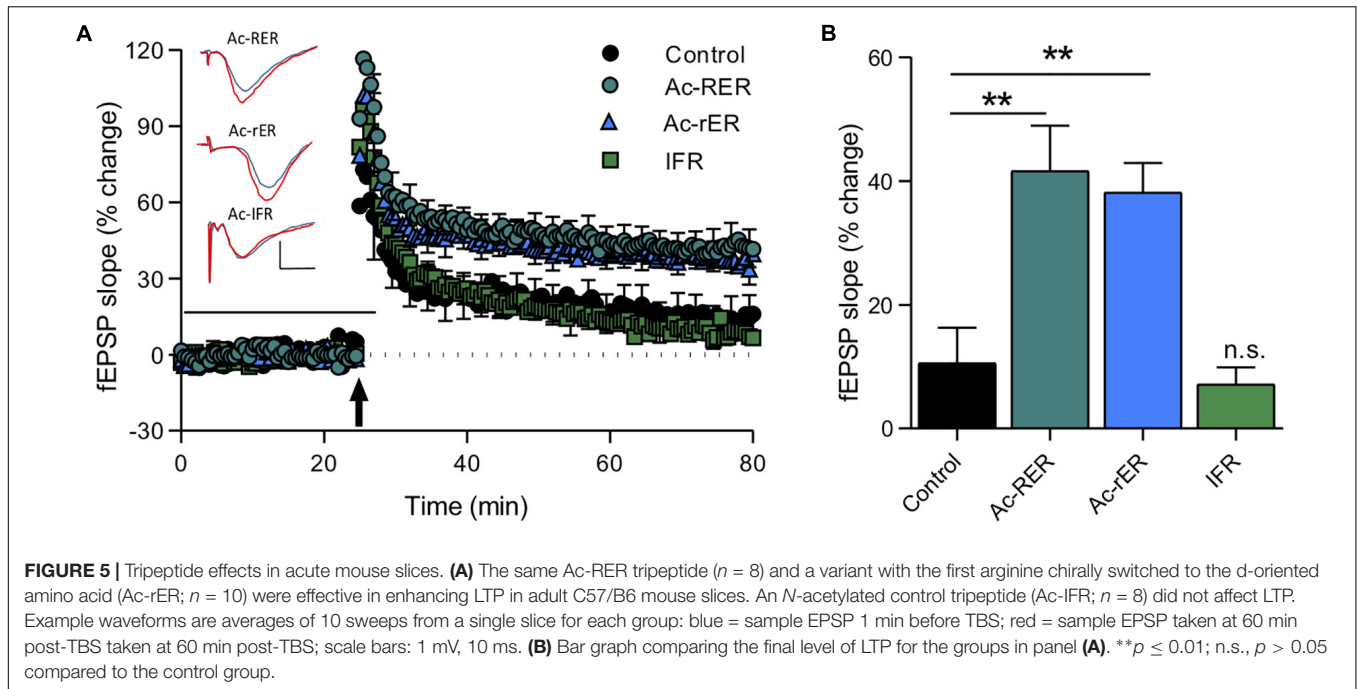 A
Ac-RER
Ac-rER
Ac-IFR
Control
Ac-RER
Ac-rER
IFR
fEPSP slope (% change)
120
90
60
30
0
-30
0
20
40
60
80
Time (min)
B
fEPSP slope (% change)
60
40
20
0
**
**
n.s.
Control
Ac-RER
Ac-rER
IFR
FIGURE 5 | Tripeptide effects in acute mouse slices. (A) The same Ac-RER tripeptide (n = 8) and a variant with the first arginine chirally switched to the d-oriented
amino acid (Ac-rER; n = 10) were effective in enhancing LTP in adult C57/B6 mouse slices. An N-acetylated control tripeptide (Ac-IFR; n = 8) did not affect LTP.
Example waveforms are averages of 10 sweeps from a single slice for each group: blue = sample EPSP 1 min before TBS; red = sample EPSP taken at 60 min
post-TBS taken at 60 min post-TBS; scale bars: 1 mV, 10 ms. (B) Bar graph comparing the final level of LTP for the groups in panel (A). **p ≤ 0.01; n.s., p > 0.05
compared to the control group.